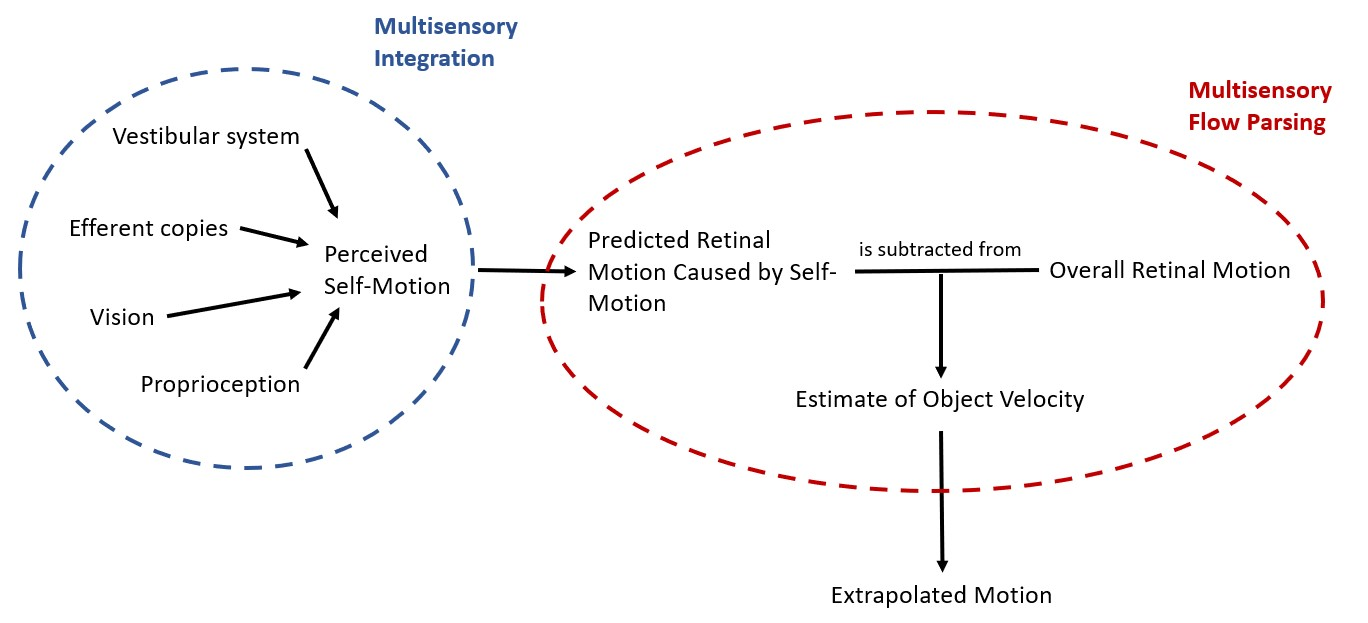 Multisensory
Integration
Vestibular system
Efferent copies
Vision
Proprioception
Perceived
Self-Motion
Multisensory
Flow Parsing
Predicted Retinal
Motion Caused by Self-
Motion
is subtracted from
Overall Retinal Motion
Estimate of Object Velocity
Extrapolated Motion